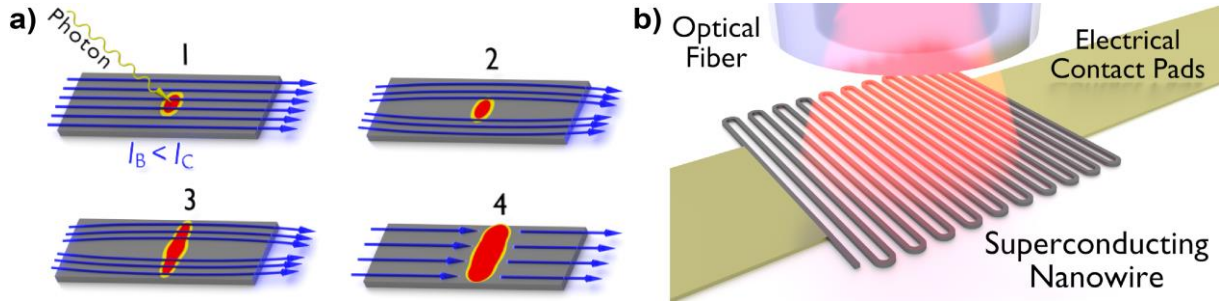 a)
Photon
1
I_B < I_C
2
3
4
b)
Optical
Fiber
Electrical
Contact Pads
Superconducting
Nanowire